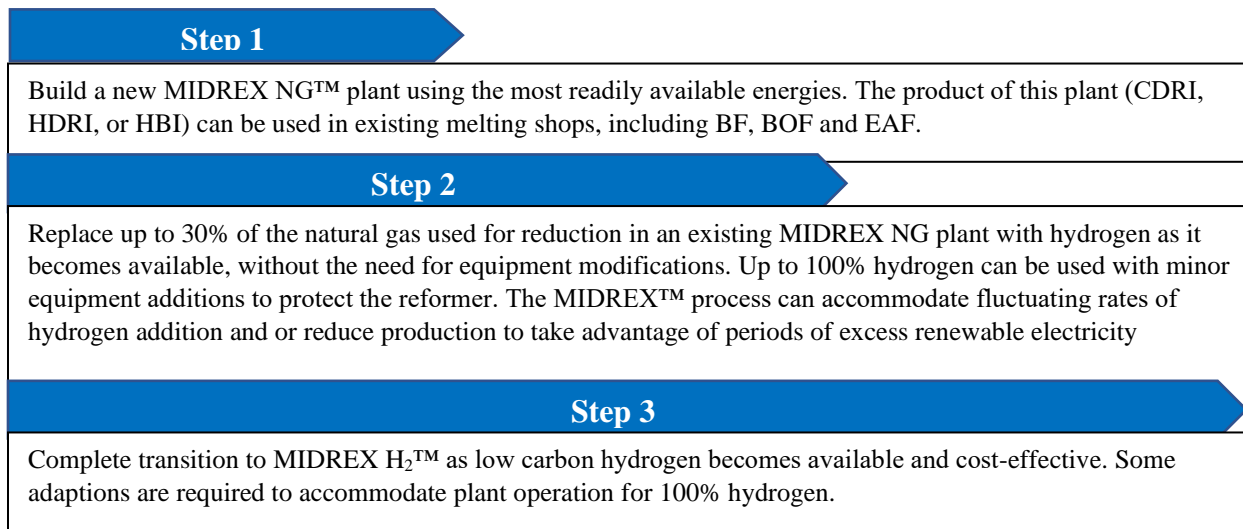 Step 1
Build a new MIDREX NG™ plant using the most readily available energies. The product of this plant (CDRI,
HDRI, or HBI) can be used in existing melting shops, including BF, BOF and EAF.
Step 2
Replace up to 30% of the natural gas used for reduction in an existing MIDREX NG plant with hydrogen as it
becomes available, without the need for equipment modifications. Up to 100% hydrogen can be used with minor
equipment additions to protect the reformer. The MIDREX™ process can accommodate fluctuating rates of
hydrogen addition and or reduce production to take advantage of periods of excess renewable electricity
Step 3
Complete transition to MIDREX H₂™ as low carbon hydrogen becomes available and cost-effective. Some
adaptions are required to accommodate plant operation for 100% hydrogen.